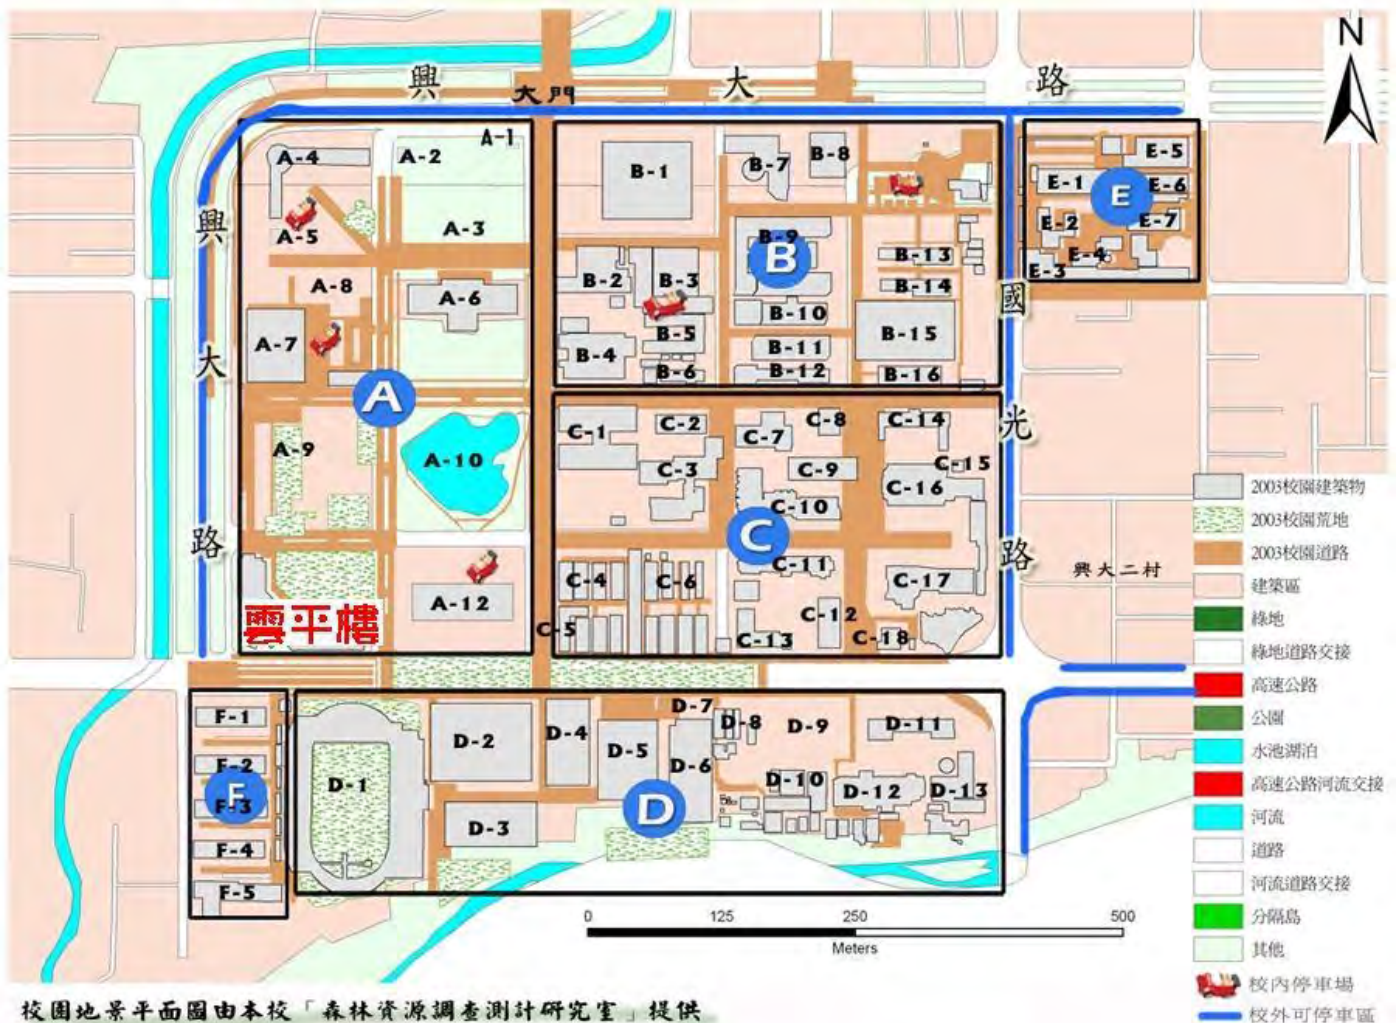 N
興
大
路
大門
興
大
路
國
光
路
興大二村
A-1
A-2
A-3
A-4
A-5
A-6
A-7
A-8
A
A-9
A-10
A-12
雲平樓
B-1
B-2
B-3
B-4
B-5
B-6
B-7
B-8
B-9
B
B-10
B-11
B-12
B-13
B-14
B-15
B-16
C-1
C-2
C-3
C-4
C-5
C-6
C-7
C-8
C-9
C-10
C
C-11
C-12
C-13
C-14
C-15
C-16
C-17
C-18
D-1
D-2
D-3
D-4
D-5
D-6
D-7
D-8
D-9
D
D-10
D-11
D-12
D-13
E-1
E-2
E-3
E-4
E
E-5
E-6
E-7
F-1
F-2
F
F-3
F-4
F-5
2003校園建築物
2003校園荒地
2003校園道路
建築區
綠地
綠地道路交接
高速公路
公園
水池湖泊
高速公路河流交接
河流
道路
河流道路交接
分隔島
其他
校內停車場
校外可停車區
0 125 250 500
Meters
校園地景平面圖由本校「森林資源調查測計研究室」提供